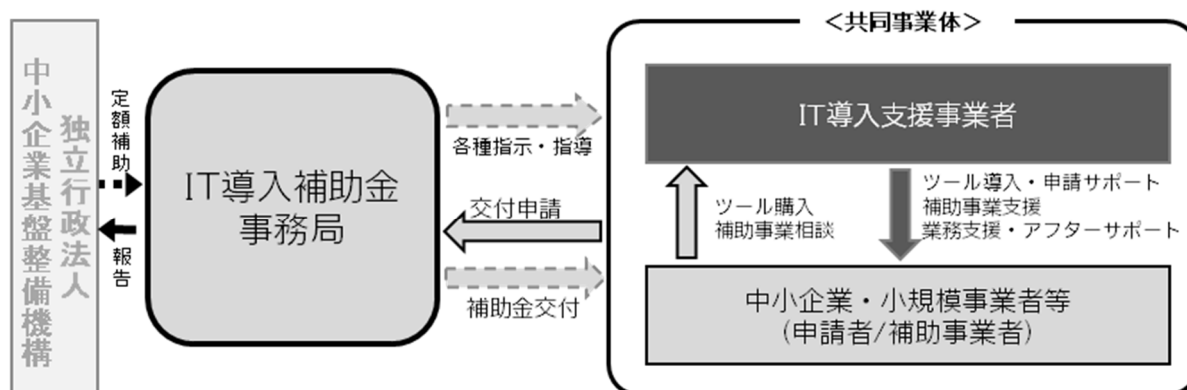 独立行政法人
中小企業基盤整備機構
定額補助
報告
IT導入補助金
事務局
各種指示・指導
交付申請
補助金交付
＜共同事業体＞
IT導入支援事業者
ツール購入
補助事業相談
ツール導入・申請サポート
補助事業支援
業務支援・アフターサポート
中小企業・小規模事業者等
(申請者/補助事業者)